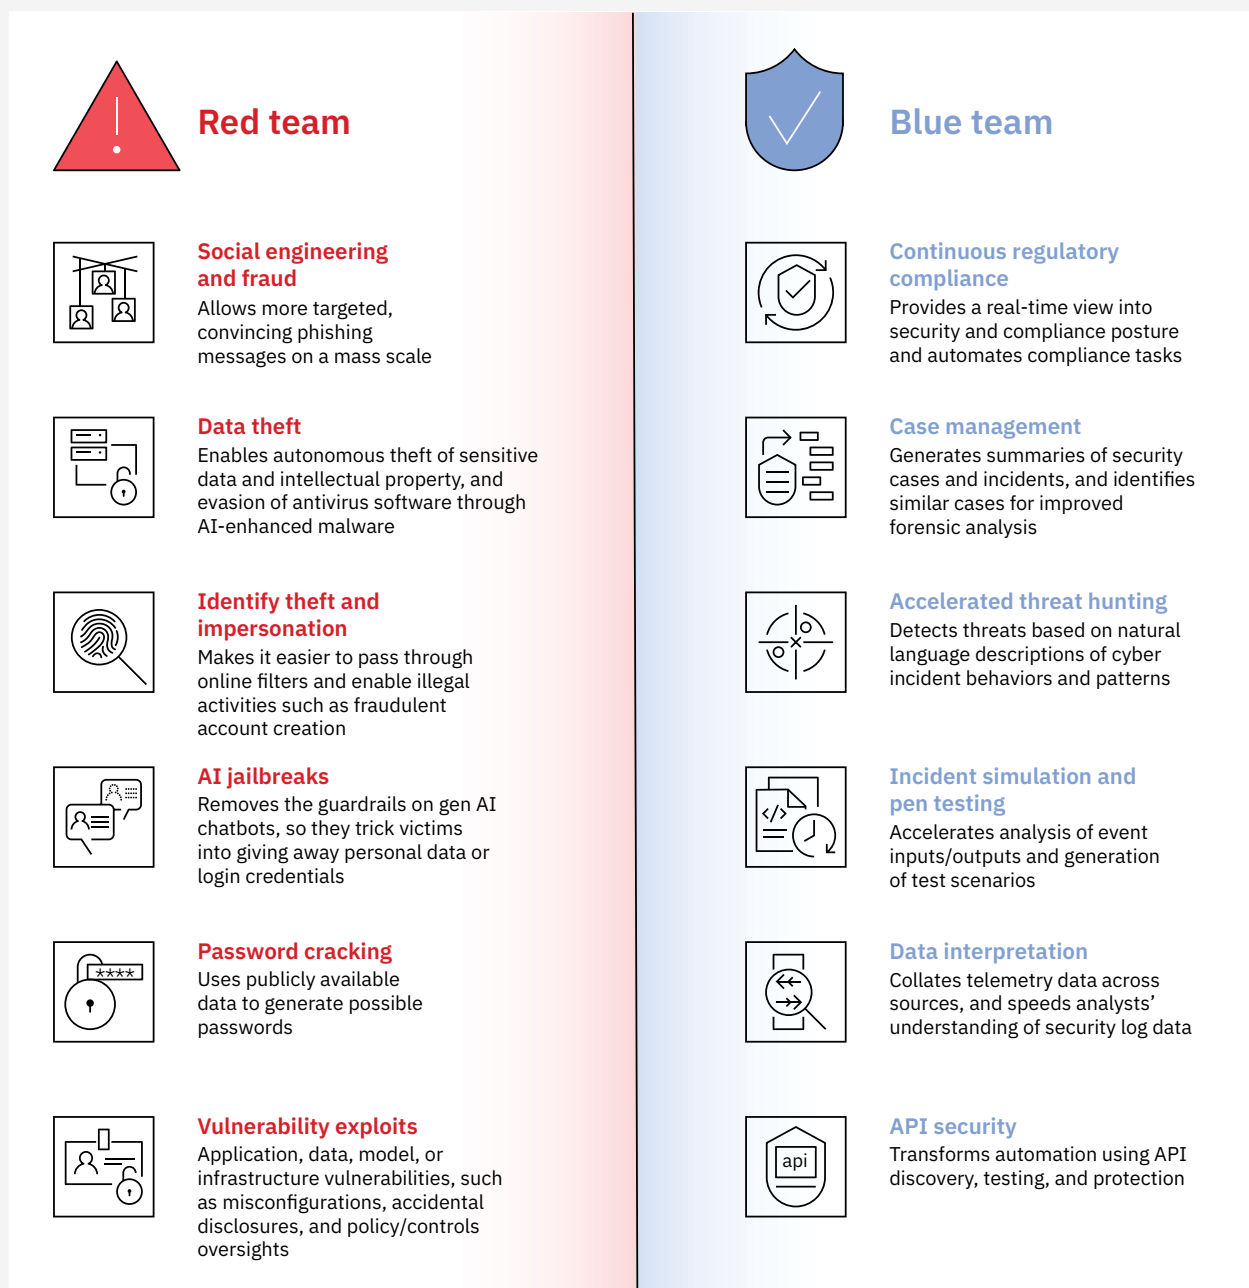 Red team
Social engineering
and fraud
Allows more targeted,
convincing phishing
messages on a mass scale
Data theft
Enables autonomous theft of sensitive
data and intellectual property, and
evasion of antivirus software through
AI-enhanced malware
Identify theft and
impersonation
Makes it easier to pass through
online filters and enable illegal
activities such as fraudulent
account creation
AI jailbreaks
Removes the guardrails on gen AI
chatbots, so they trick victims
into giving away personal data or
login credentials
****
Password cracking
Uses publicly available
data to generate possible
passwords
Vulnerability exploits
Application, data, model, or
infrastructure vulnerabilities, such
as misconfigurations, accidental
disclosures, and policy/controls
oversights
Blue team
Continuous regulatory
compliance
Provides a real-time view into
security and compliance posture
and automates compliance tasks
Case management
Generates summaries of security
cases and incidents, and identifies
similar cases for improved
forensic analysis
Accelerated threat hunting
Detects threats based on natural
language descriptions of cyber
incident behaviors and patterns
</>
Incident simulation and
pen testing
Accelerates analysis of event
inputs/outputs and generation
of test scenarios
Data interpretation
Collates telemetry data across
sources, and speeds analysts’
understanding of security log data
api
API security
Transforms automation using API
discovery, testing, and protection